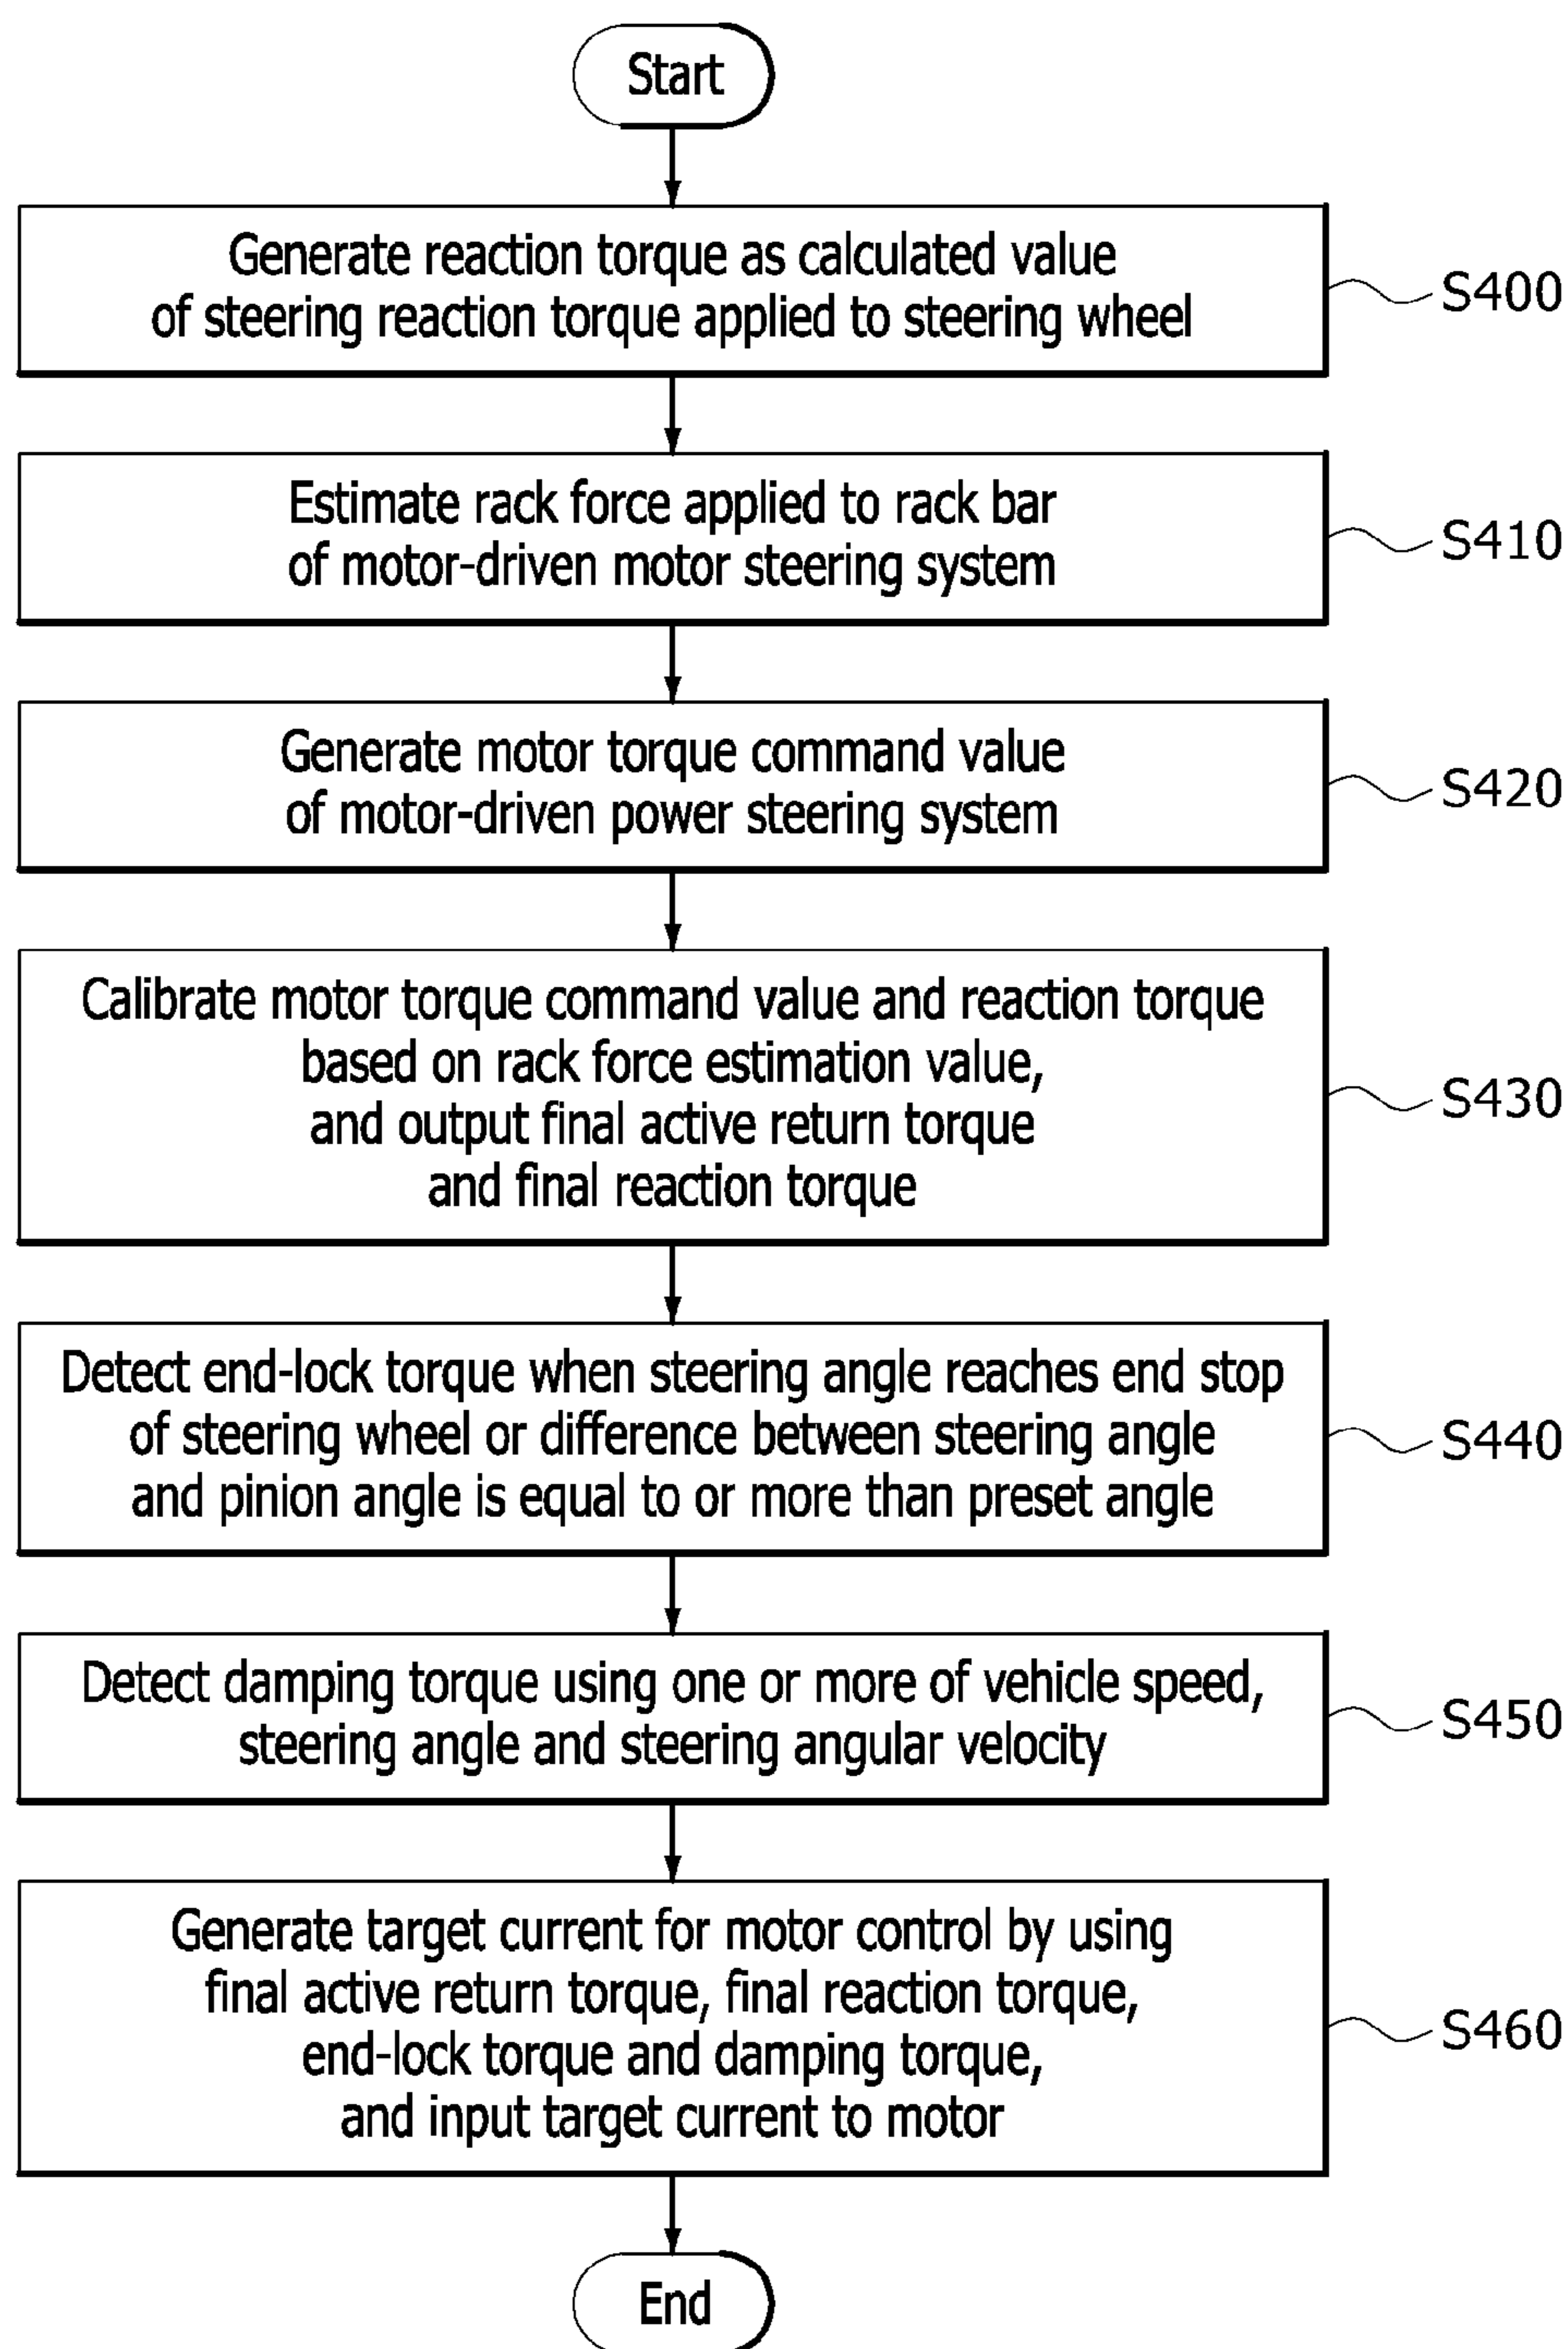 Start
Generate reaction torque as calculated value
of steering reaction torque applied to steering wheel
S400
Estimate rack force applied to rack bar
of motor-driven motor steering system
S410
Generate motor torque command value
of motor-driven power steering system
S420
Calibrate motor torque command value and reaction torque
based on rack force estimation value,
and output final active return torque
and final reaction torque
S430
Detect end-lock torque when steering angle reaches end stop
of steering wheel or difference between steering angle
and pinion angle is equal to or more than preset angle
S440
Detect damping torque using one or more of vehicle speed,
steering angle and steering angular velocity
S450
Generate target current for motor control by using
final active return torque, final reaction torque,
end-lock torque and damping torque,
and input target current to motor
S460
End